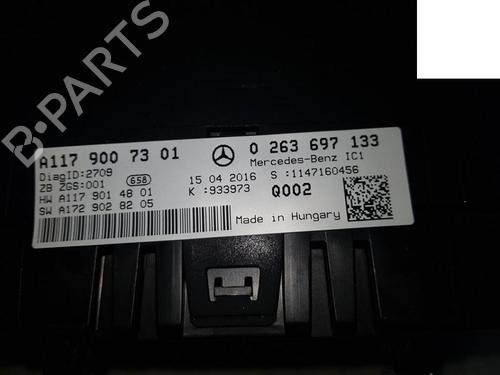 A117 900 73 01
0 263 697 133
DiagID:2709
Mercedes-Benz IC1
ZB ZGS:001
658
15 04 2016
S :1147160456
HW A117 901 48 01
K :933973
Q002
SW A172 902 82 05
Made in Hungary
B-PARTS